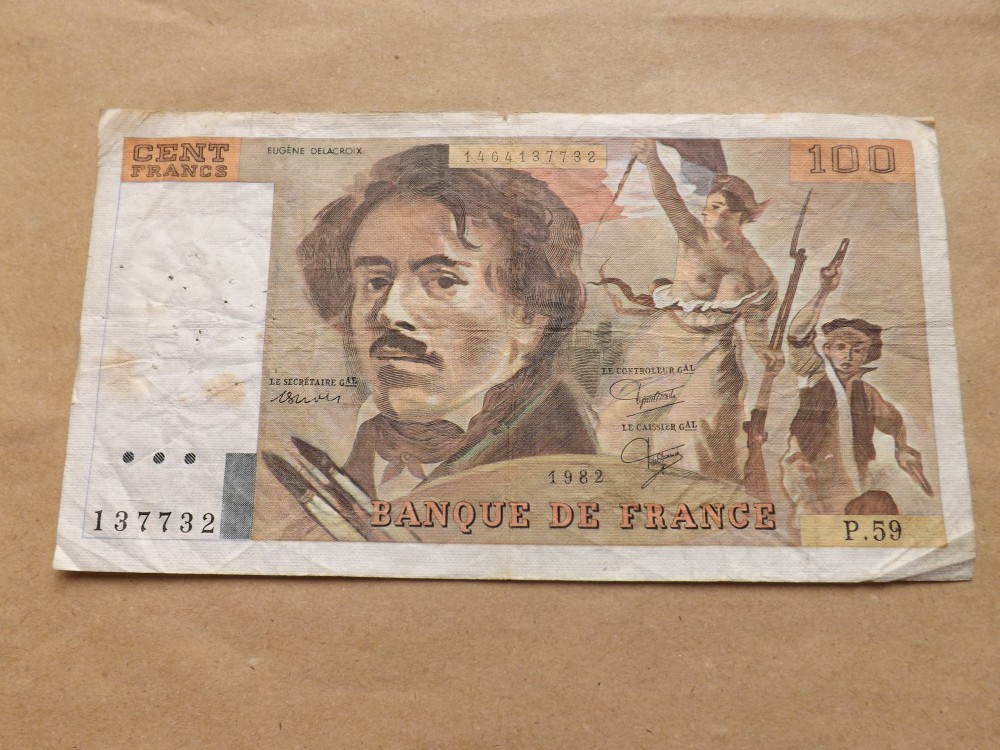 CENT
FRANCS
EUGÈNE DELACROIX
1464137732
100
LE SECRÉTAIRE GAL
LE CONTROLEUR GAL
LE CAISSIER GAL
1982
BANQUE DE FRANCE
137732
P.59